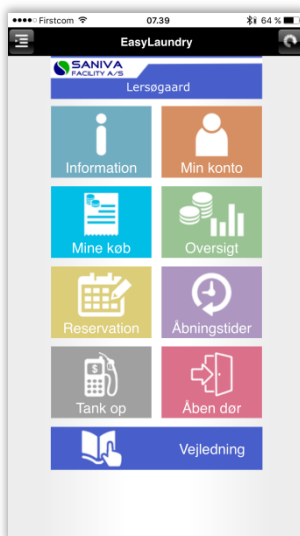 Firstcom 07.39 64 %
EasyLaundry
SANIVA
FACILITY A/S
Lersøgaard
Information Min konto
Mine køb Oversigt
Reservation Åbningstider
$
Tank op Åben dør
Vejledning